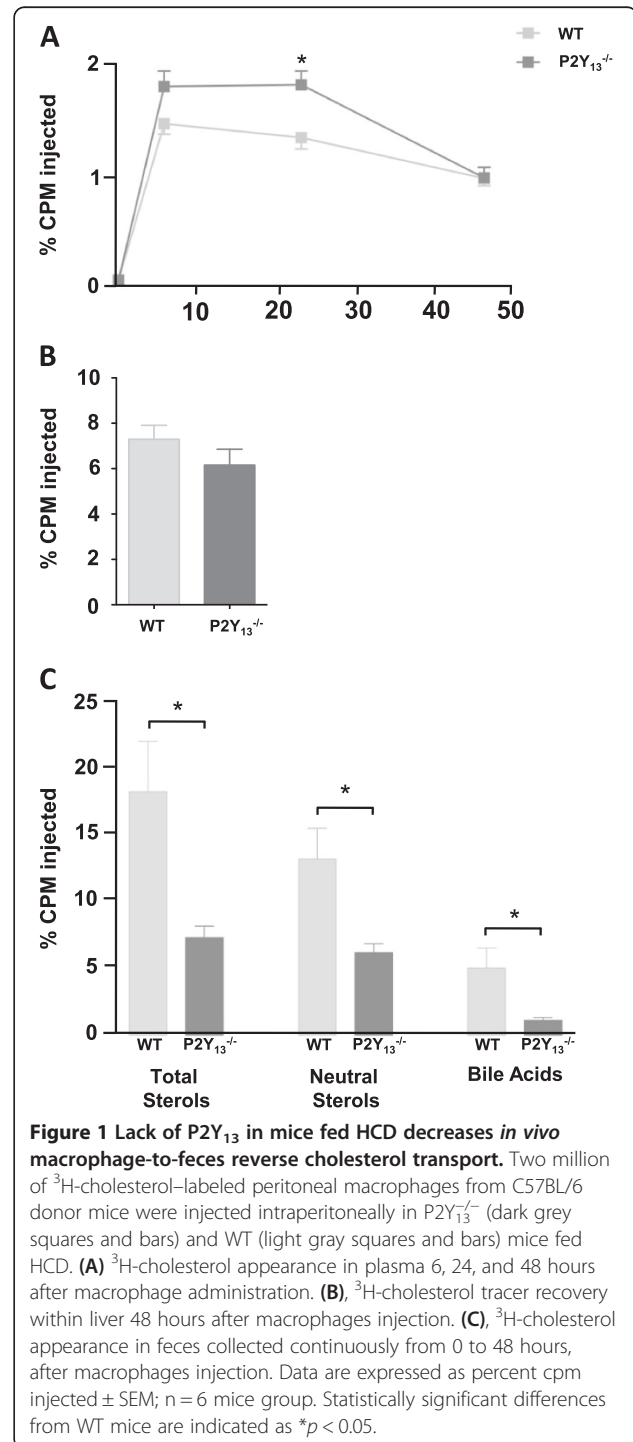 A
WT
P2Y₁₃⁻/⁻
*
2
1
0
% CPM injected
10 20 30 40 50
B
10
8
6
4
2
0
% CPM injected
WT P2Y₁₃⁻/⁻
C
25
20
15
10
5
0
% CPM injected
* * *
WT P2Y₁₃⁻/⁻ WT P2Y₁₃⁻/⁻ WT P2Y₁₃⁻/⁻
Total Neutral Bile Acids
Sterols Sterols
Figure 1 Lack of P2Y₁₃ in mice fed HCD decreases in vivo
macrophage-to-feces reverse cholesterol transport. Two million
of ³H-cholesterol–labeled peritoneal macrophages from C57BL/6
donor mice were injected intraperitoneally in P2Y₁₃⁻/⁻ (dark grey
squares and bars) and WT (light gray squares and bars) mice fed
HCD. (A) ³H-cholesterol appearance in plasma 6, 24, and 48 hours
after macrophage administration. (B), ³H-cholesterol tracer recovery
within liver 48 hours after macrophages injection. (C), ³H-cholesterol
appearance in feces collected continuously from 0 to 48 hours,
after macrophages injection. Data are expressed as percent cpm
injected ± SEM; n = 6 mice group. Statistically significant differences
from WT mice are indicated as *p < 0.05.